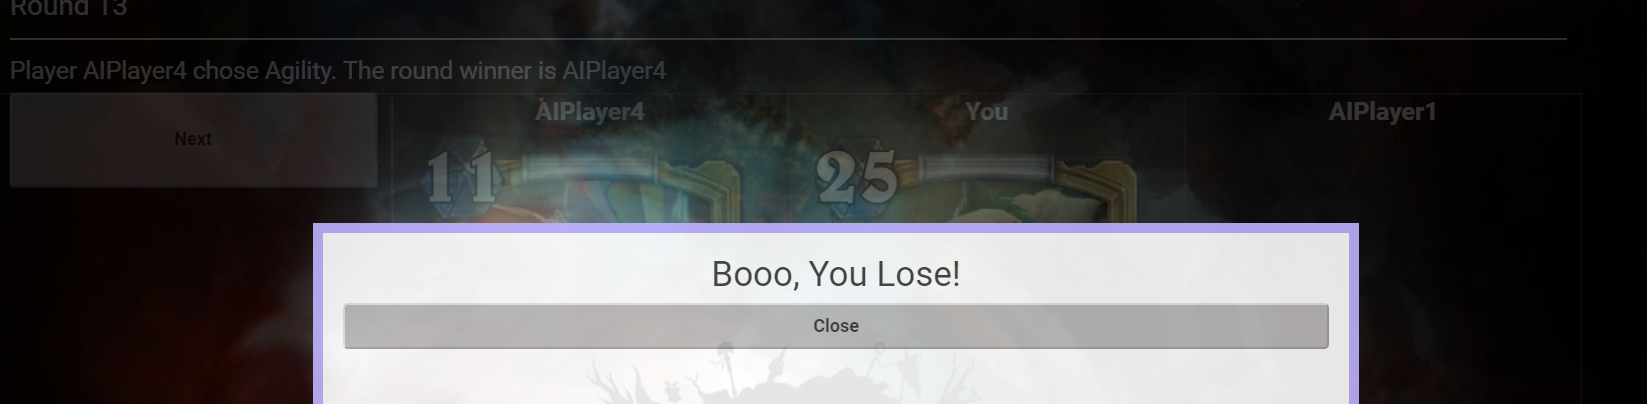 Round 13
Player AIPlayer4 chose Agility. The round winner is AIPlayer4
Next
AIPlayer4
You
AIPlayer1
11
25
Booo, You Lose!
Close